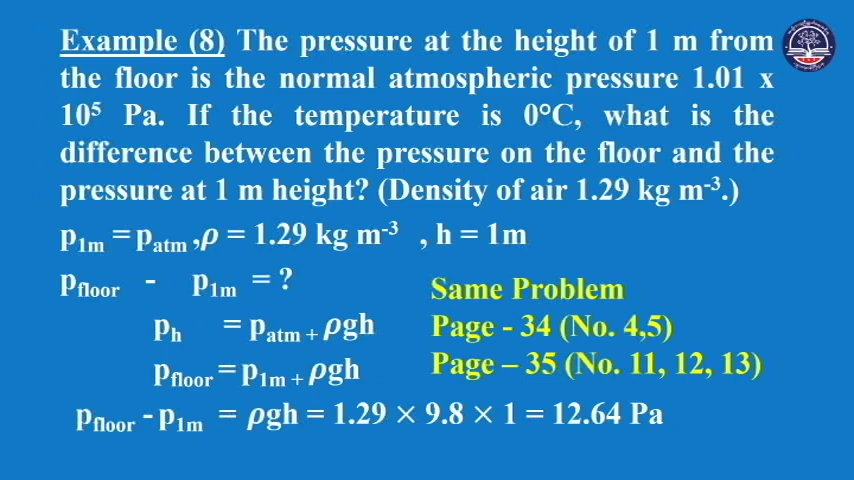 Example (8) The pressure at the height of 1 m from
the floor is the normal atmospheric pressure 1.01 x
10⁵ Pa. If the temperature is 0°C, what is the
difference between the pressure on the floor and the
pressure at 1 m height? (Density of air 1.29 kg m⁻³.)
p₁ₘ = pₐₜₘ ,ρ = 1.29 kg m⁻³ , h = 1m
p_floor - p₁ₘ = ?
pₕ = pₐₜₘ + ρgh
p_floor = p₁ₘ + ρgh
p_floor - p₁ₘ = ρgh = 1.29 × 9.8 × 1 = 12.64 Pa
Same Problem
Page - 34 (No. 4,5)
Page – 35 (No. 11, 12, 13)